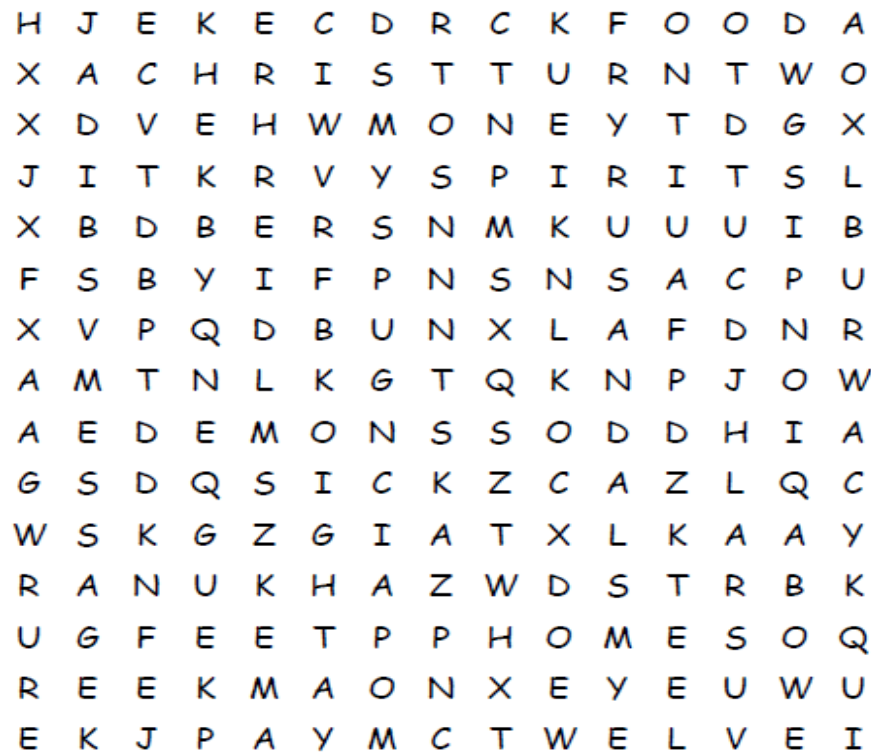 H J E K E C D R C K F O O D A
X A C H R I S T T U R N T W O
X D V E H W M O N E Y T D G X
J I T K R V Y S P I R I T S L
X B D B E R S N M K U U U I B
F S B Y I F P N S N S A C P U
X V P Q D B U N X L A F D N R
A M T N L K G T Q K N P J O W
A E D E M O N S S O D D H I A
G S D Q S I C K Z C A Z L Q C
W S K G Z G I A T X L K A A Y
R A N U K H A Z W D S T R B K
U G F E E T P P H O M E S O Q
R E E K M A O N X E Y E U W U
E K J P A Y M C T W E L V E I